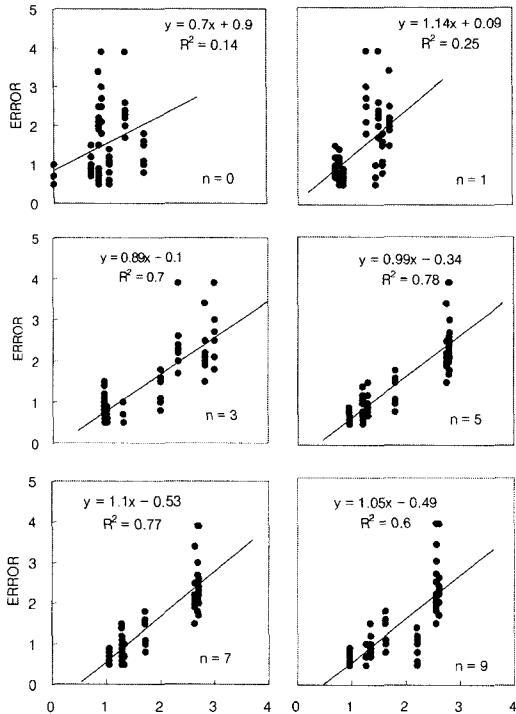 y = 0.7x + 0.9
R² = 0.14
y = 1.14x + 0.09
R² = 0.25
5
4
3
2
1
0
ERROR
n = 0
n = 1
y = 0.89x − 0.1
R² = 0.7
y = 0.99x − 0.34
R² = 0.78
5
4
3
2
1
0
ERROR
n = 3
n = 5
y = 1.1x − 0.53
R² = 0.77
y = 1.05x − 0.49
R² = 0.6
5
4
3
2
1
0
ERROR
n = 7
n = 9
0 1 2 3 4
0 1 2 3 4